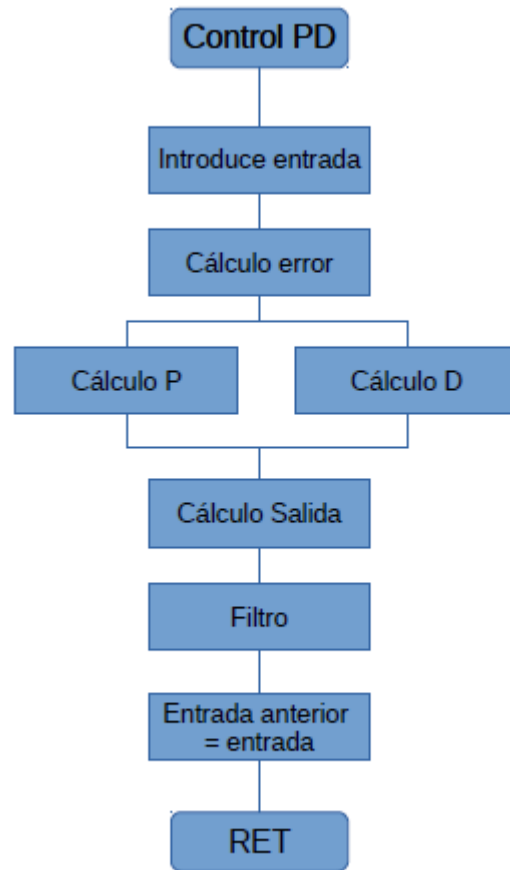 Control PD
Introduce entrada
Cálculo error
Cálculo P
Cálculo D
Cálculo Salida
Filtro
Entrada anterior
= entrada
RET